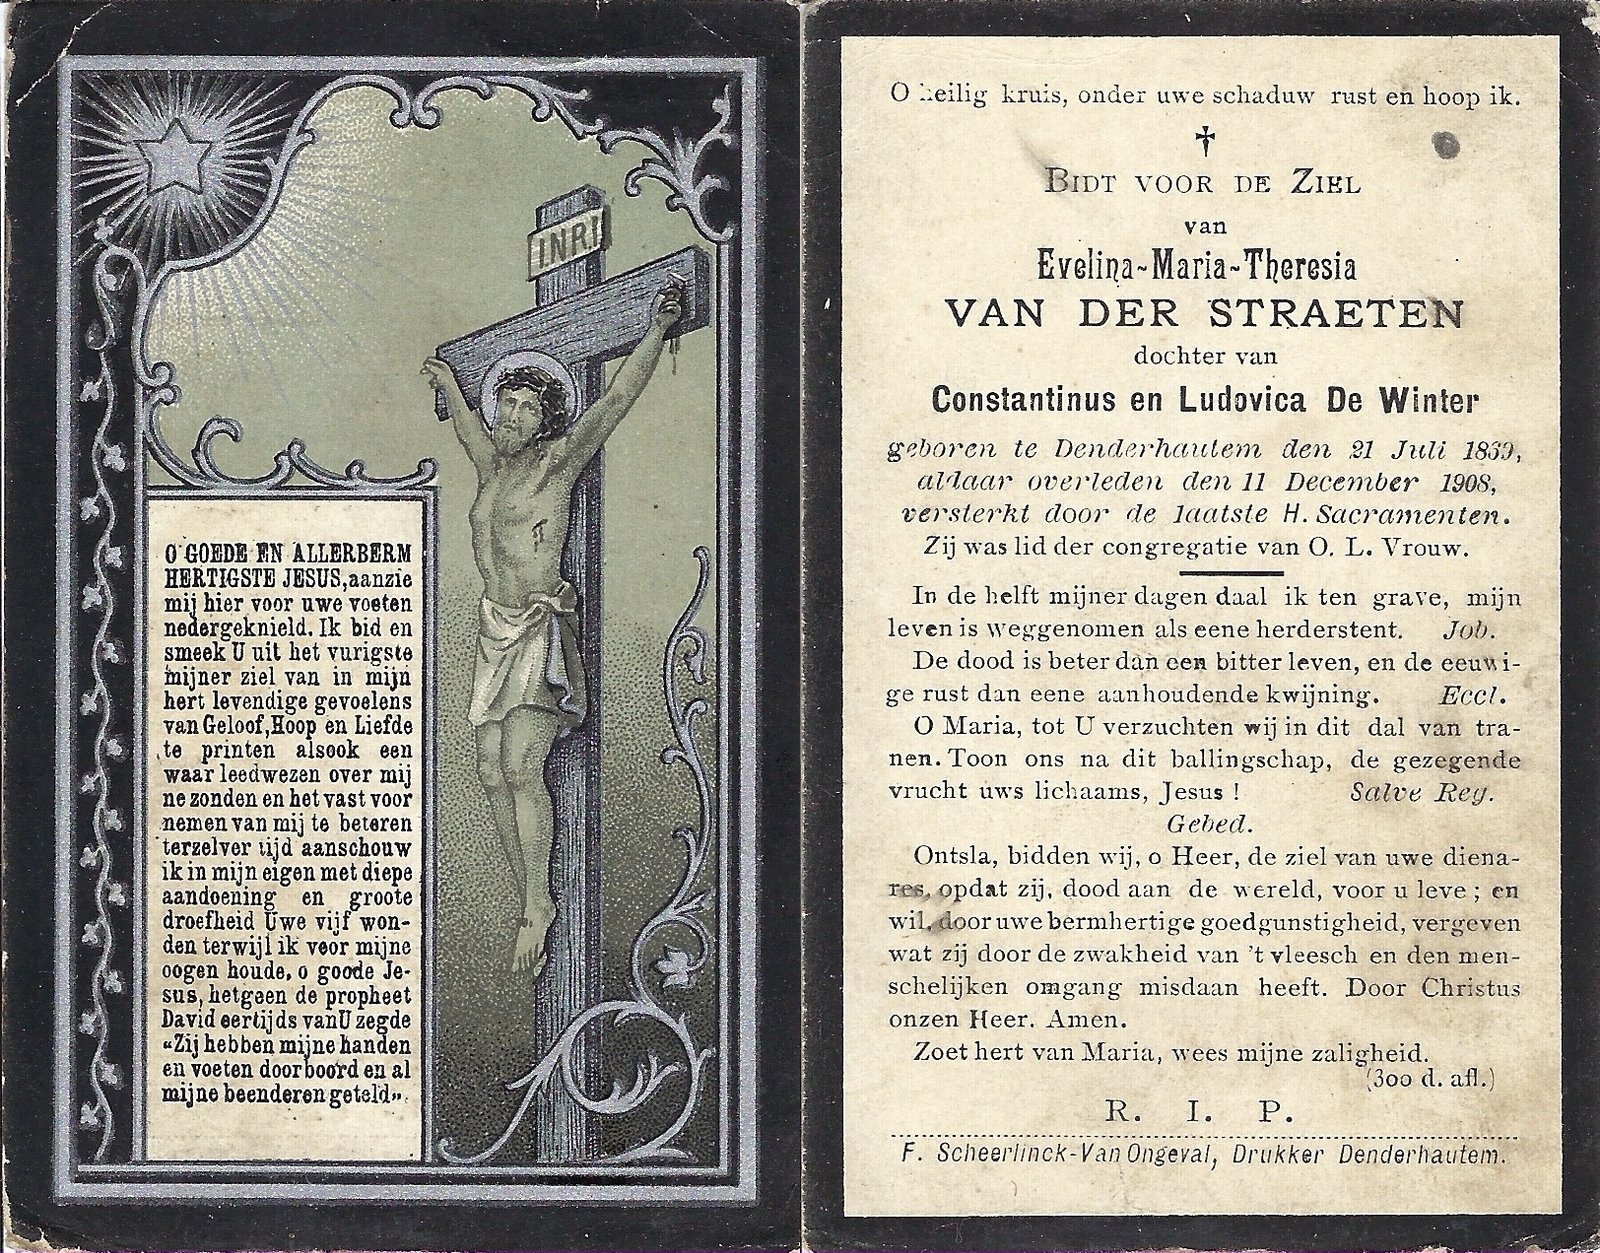 I.N.R.I.
O GOEDE EN ALLERBERM
HERTIGSTE JESUS, aanzie
mij hier voor uwe voeten
nedergeknield. Ik bid en
smeek U uit het vurigste
mijner ziel van in mijn
hert levendige gevoelens
van Geloof, Hoop en Liefde
te printen alsook een
waar leedwezen over mij
ne zonden en het vast voor
nemen van mij te beteren
terzelver tijd aanschouw
ik in mijn eigen met diepe
aandoening en groote
droefheid Uwe vijf won-
den terwijl ik voor mijne
oogen houde, o goede Je-
sus, hetgeen de propheet
David eertijds van U zegde
«Zij hebben mijne handen
en voeten doorboord en al
mijne beenderen geteld».
O heilig kruis, onder uwe schaduw rust en hoop ik.
†
BIDT VOOR DE ZIEL
van
Evelina-Maria-Theresia
VAN DER STRAETEN
dochter van
Constantinus en Ludovica De Winter
geboren te Denderhautem den 21 Juli
aldaar overleden den 11 December 1908,
versterkt door de laatste H. Sacramenten.
Zij was lid der congregatie van O. L. Vrouw.
In de helft mijner dagen daal ik ten grave, mijn
leven is weggenomen als eene herderstent. Job.
De dood is beter dan een bitter leven, en de eeuwi-
ge rust dan eene aanhoudende kwijning. Eccl.
O Maria, tot U verzuchten wij in dit dal van tra-
nen. Toon ons na dit ballingschap, de gezegende
vrucht uws lichaams, Jesus ! Salve Reg.
Gebed.
Ontsla, bidden wij, o Heer, de ziel van uwe diena-
res, opdat zij, dood aan de wereld, voor u leve ; en
wil, door uwe bermhertige goedgunstigheid, vergeven
wat zij door de zwakheid van 't vleesch en den men-
schelijken omgang misdaan heeft. Door Christus
onzen Heer. Amen.
Zoet hert van Maria, wees mijne zaligheid.
(300 d. afl.)
R. I. P.
F. Scheerlinck-Van Ongeval, Drukker Denderhautem.